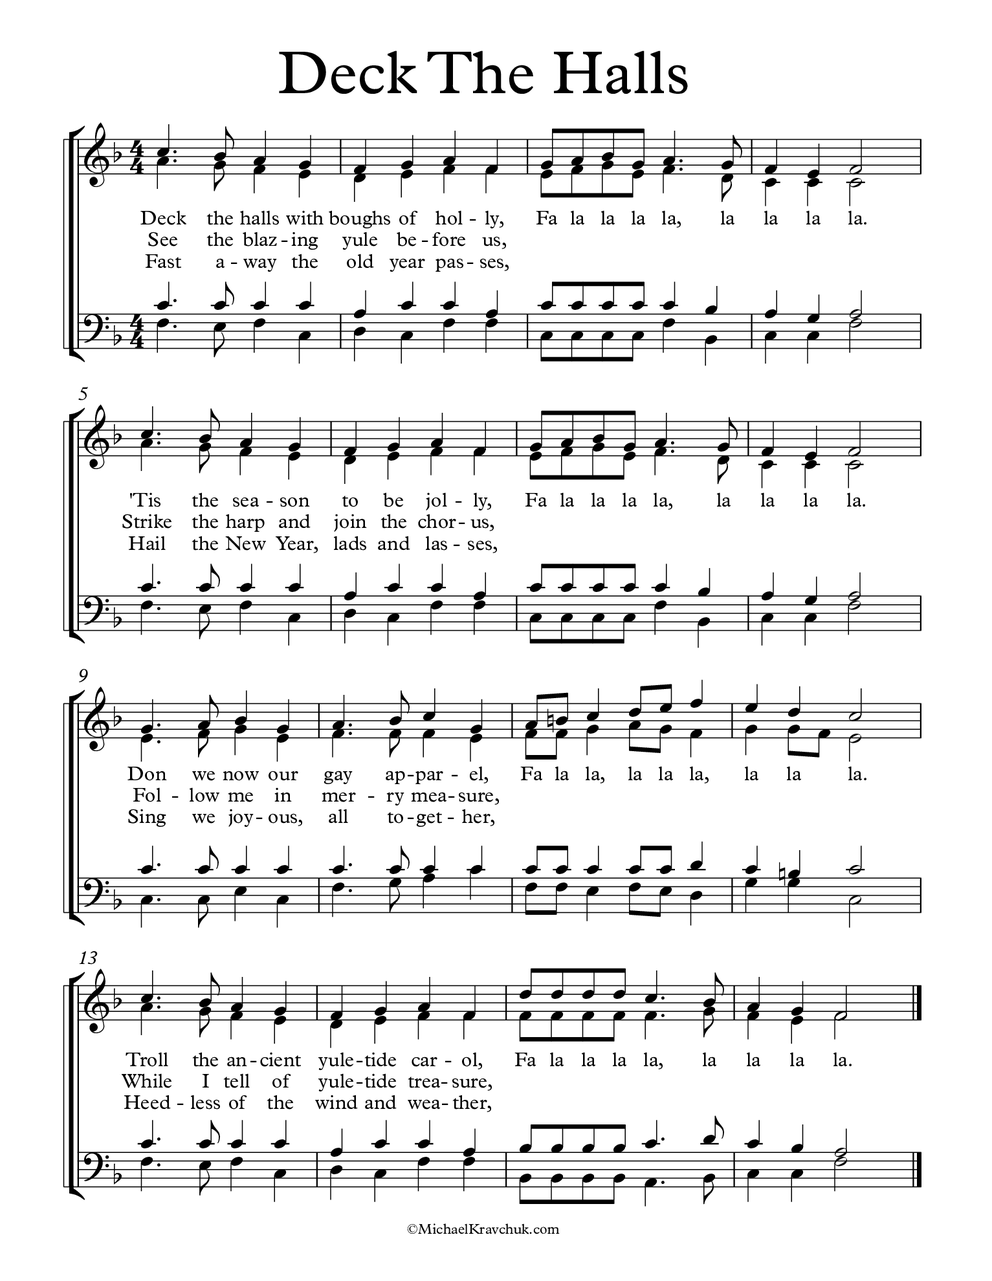 Deck The Halls
Deck the halls with boughs of hol - ly, Fa la la la la, la la la la.
See the blaz - ing yule be - fore us,
Fast a - way the old year pas - ses,
5
'Tis the sea - son to be jol - ly, Fa la la la la, la la la la.
Strike the harp and join the chor - us,
Hail the New Year, lads and las - ses,
9
Don we now our gay ap - par - el, Fa la la, la la la, la la la.
Fol - low me in mer - ry mea - sure,
Sing we joy - ous, all to - get - her,
13
Troll the an - cient yule - tide car - ol, Fa la la la la, la la la la.
While I tell of yule - tide trea - sure,
Heed - less of the wind and wea - ther,
©MichaelKravchuk.com